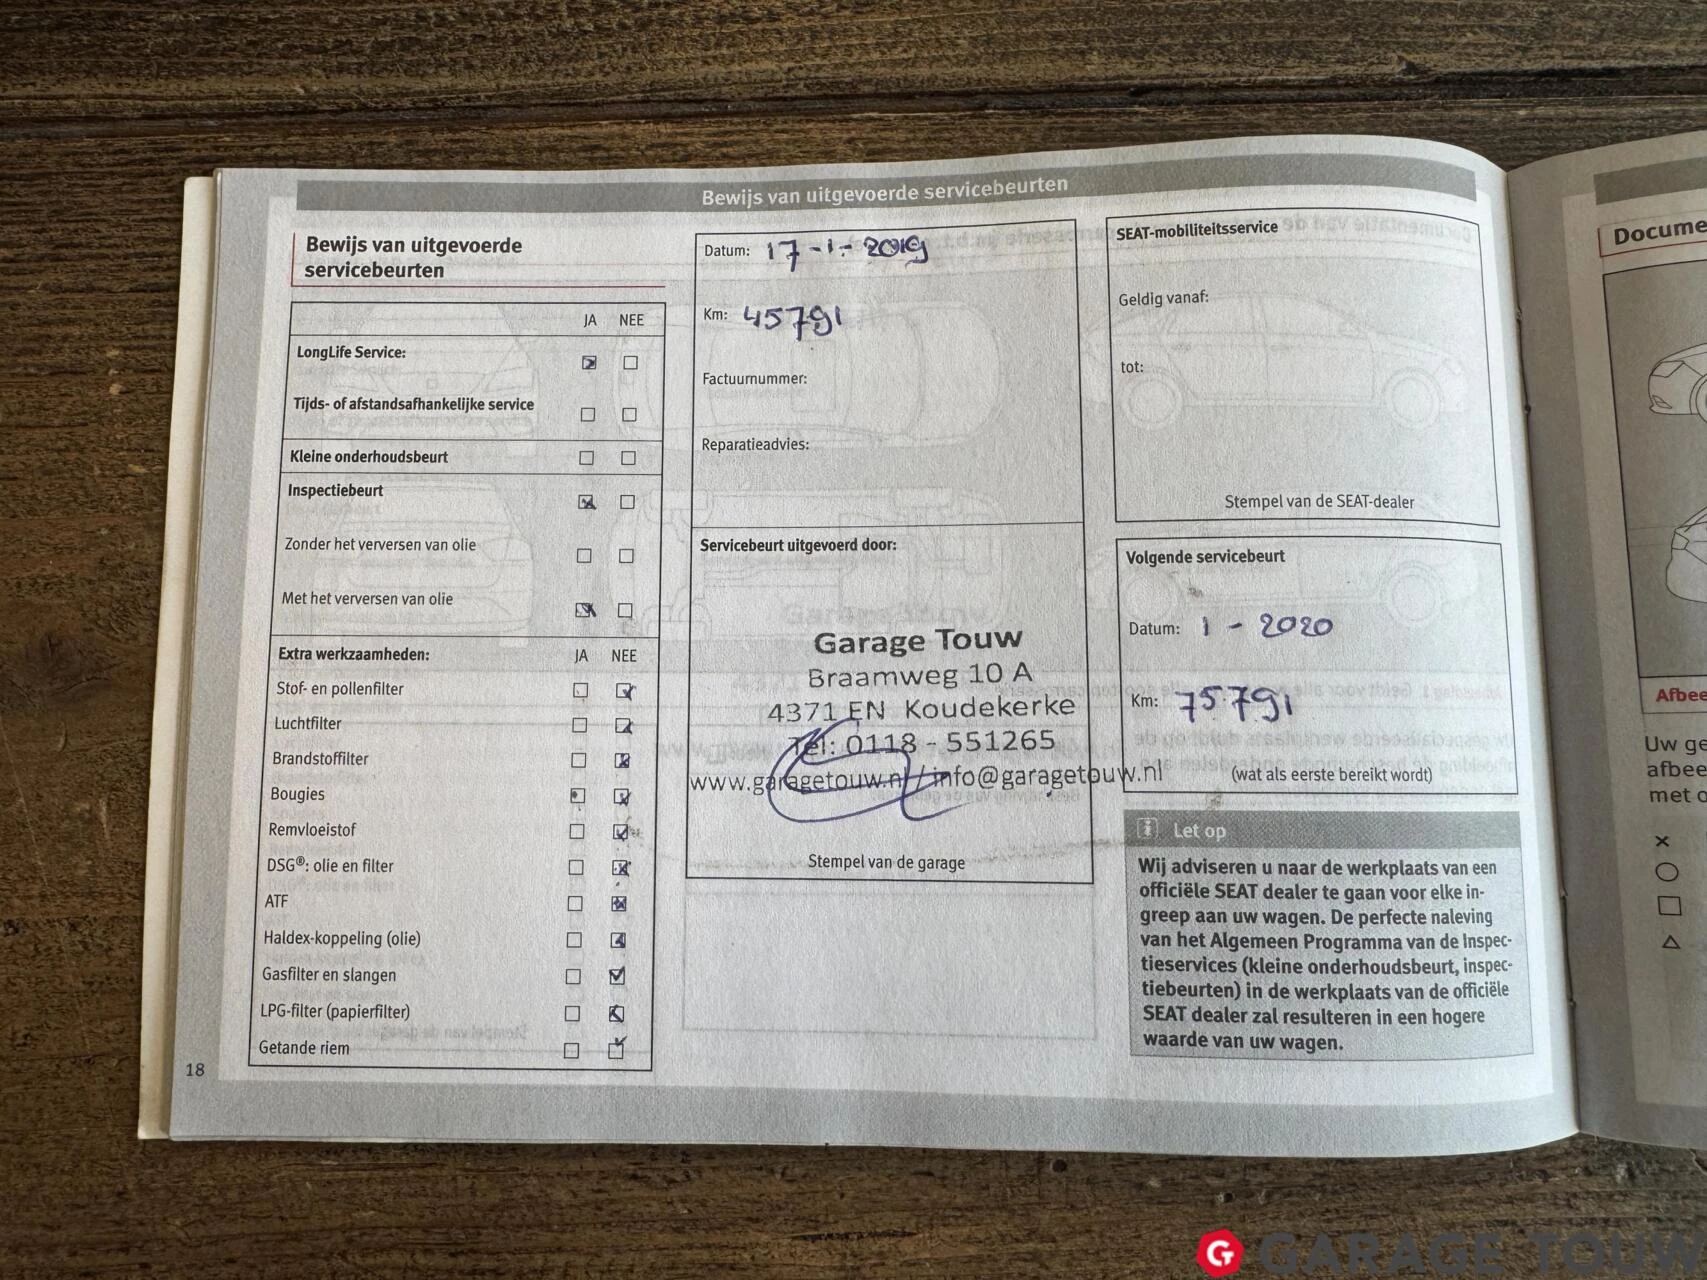 Bewijs van uitgevoerde servicebeurten
Bewijs van uitgevoerde
servicebeurten
JA NEE
LongLife Service:
Tijds- of afstandsafhankelijke service
Kleine onderhoudsbeurt
Inspectiebeurt
Zonder het verversen van olie
Met het verversen van olie
Extra werkzaamheden: JA NEE
Stof- en pollenfilter
Luchtfilter
Brandstoffilter
Bougies
Remvloeistof
DSG®: olie en filter
ATF
Haldex-koppeling (olie)
Gasfilter en slangen
LPG-filter (papierfilter)
Getande riem
18
Datum: 17-1-2019
Km: 45791
Factuurnummer:
Reparatieadvies:
Servicebeurt uitgevoerd door:
Garage Touw
Braamweg 10 A
4371 EN Koudekerke
Tel: 0118 - 551265
www.garagetouw.nl / info@garagetouw.nl
Stempel van de garage
SEAT-mobiliteitsservice
Geldig vanaf:
tot:
Stempel van de SEAT-dealer
Volgende servicebeurt
Datum: 1 - 2020
Km: 75791
(wat als eerste bereikt wordt)
Let op
Wij adviseren u naar de werkplaats van een
officiële SEAT dealer te gaan voor elke in-
greep aan uw wagen. De perfecte naleving
van het Algemeen Programma van de Inspec-
tieservices (kleine onderhoudsbeurt, inspec-
tiebeurten) in de werkplaats van de officiële
SEAT dealer zal resulteren in een hogere
waarde van uw wagen.
Docume
Afbee
Uw ge
afbee
met o
G GARAGE TOUW